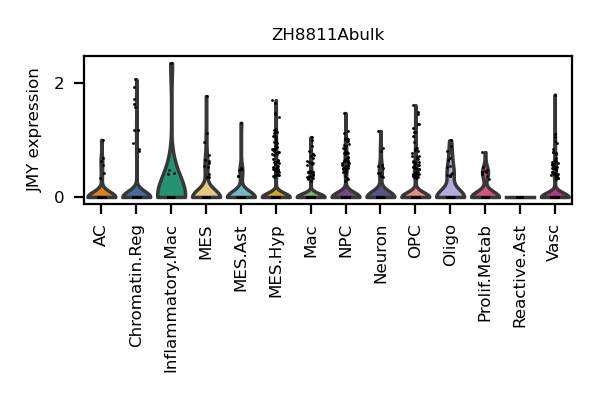 ZH8811Abulk
JMY expression
2
0
AC
Chromatin.Reg
Inflammatory.Mac
MES
MES.Ast
MES.Hyp
Mac
NPC
Neuron
OPC
Oligo
Prolif.Metab
Reactive.Ast
Vasc